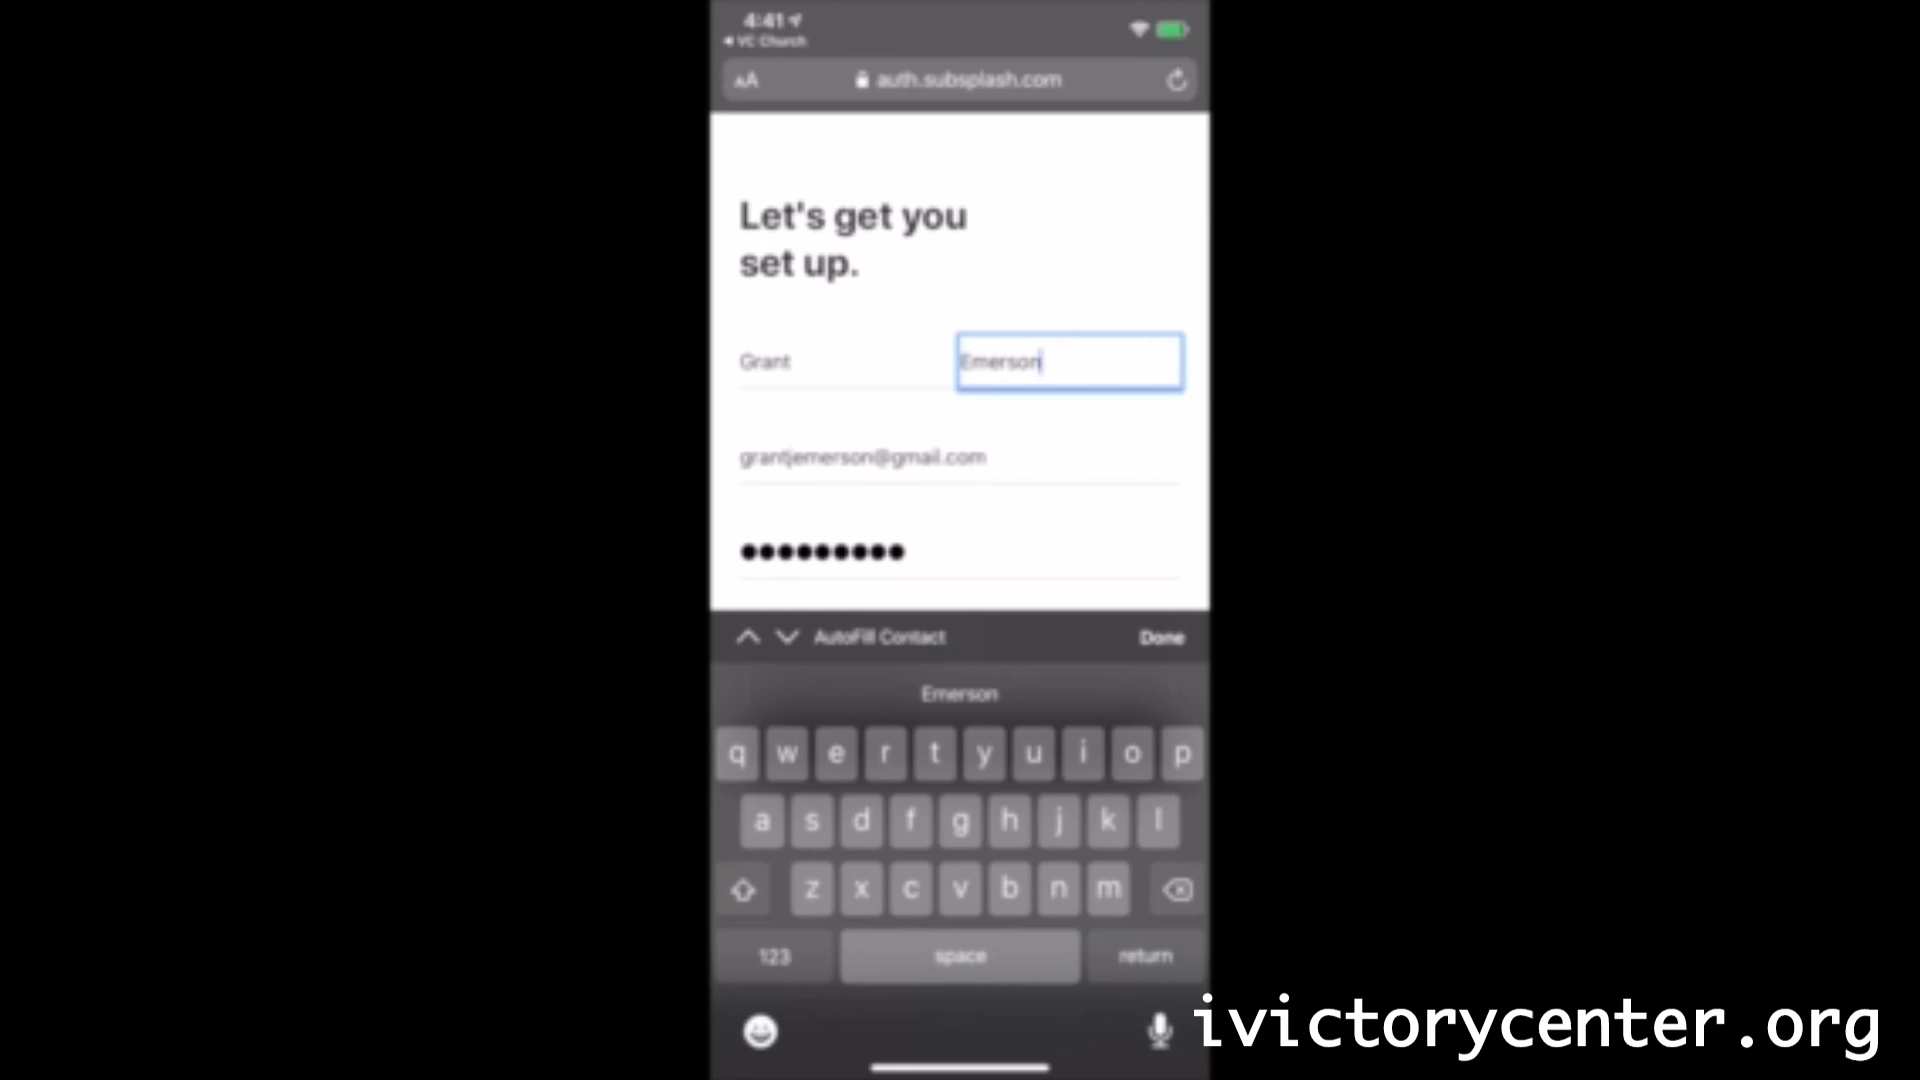 4:41
VC Church
AA auth.subsplash.com
Let's get you
set up.
Grant Emerson
grantjemerson@gmail.com
AutoFill Contact Done
Emerson
q w e r t y u i o p
a s d f g h j k l
z x c v b n m
123 space return
ivictorycenter.org